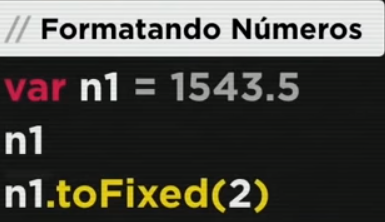 // Formatando Números
var n1 = 1543.5
n1
n1.toFixed(2)